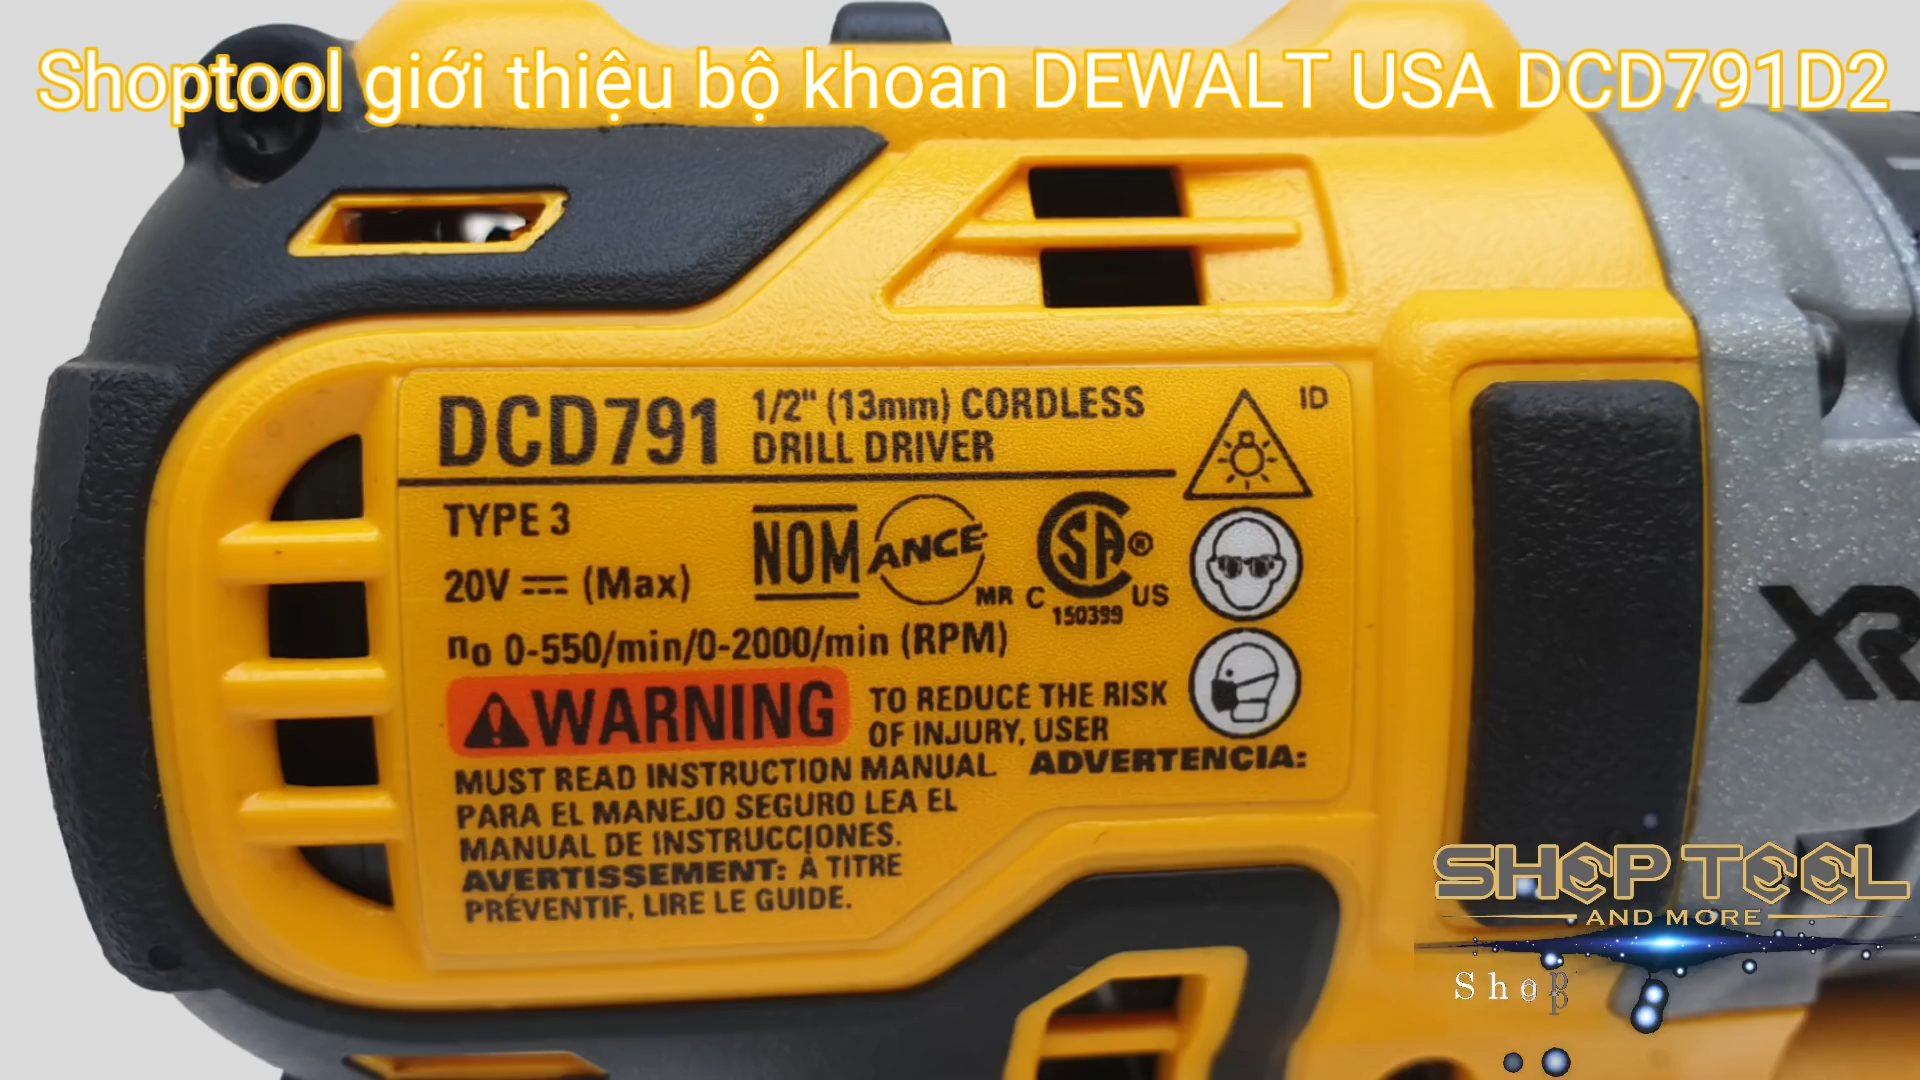 Shoptool giới thiệu bộ khoan DEWALT USA DCD791D2
DCD791 1/2" (13mm) CORDLESS
DRILL DRIVER
ID
TYPE 3
NOM ANCE MR
C SA® US
150399
20V ⎓ (Max)
no 0-550/min/0-2000/min (RPM)
WARNING TO REDUCE THE RISK
OF INJURY, USER
MUST READ INSTRUCTION MANUAL ADVERTENCIA:
PARA EL MANEJO SEGURO LEA EL
MANUAL DE INSTRUCCIONES.
AVERTISSEMENT: À TITRE
PRÉVENTIF, LIRE LE GUIDE.
XR
SHOP TOOL
AND MORE
Shop